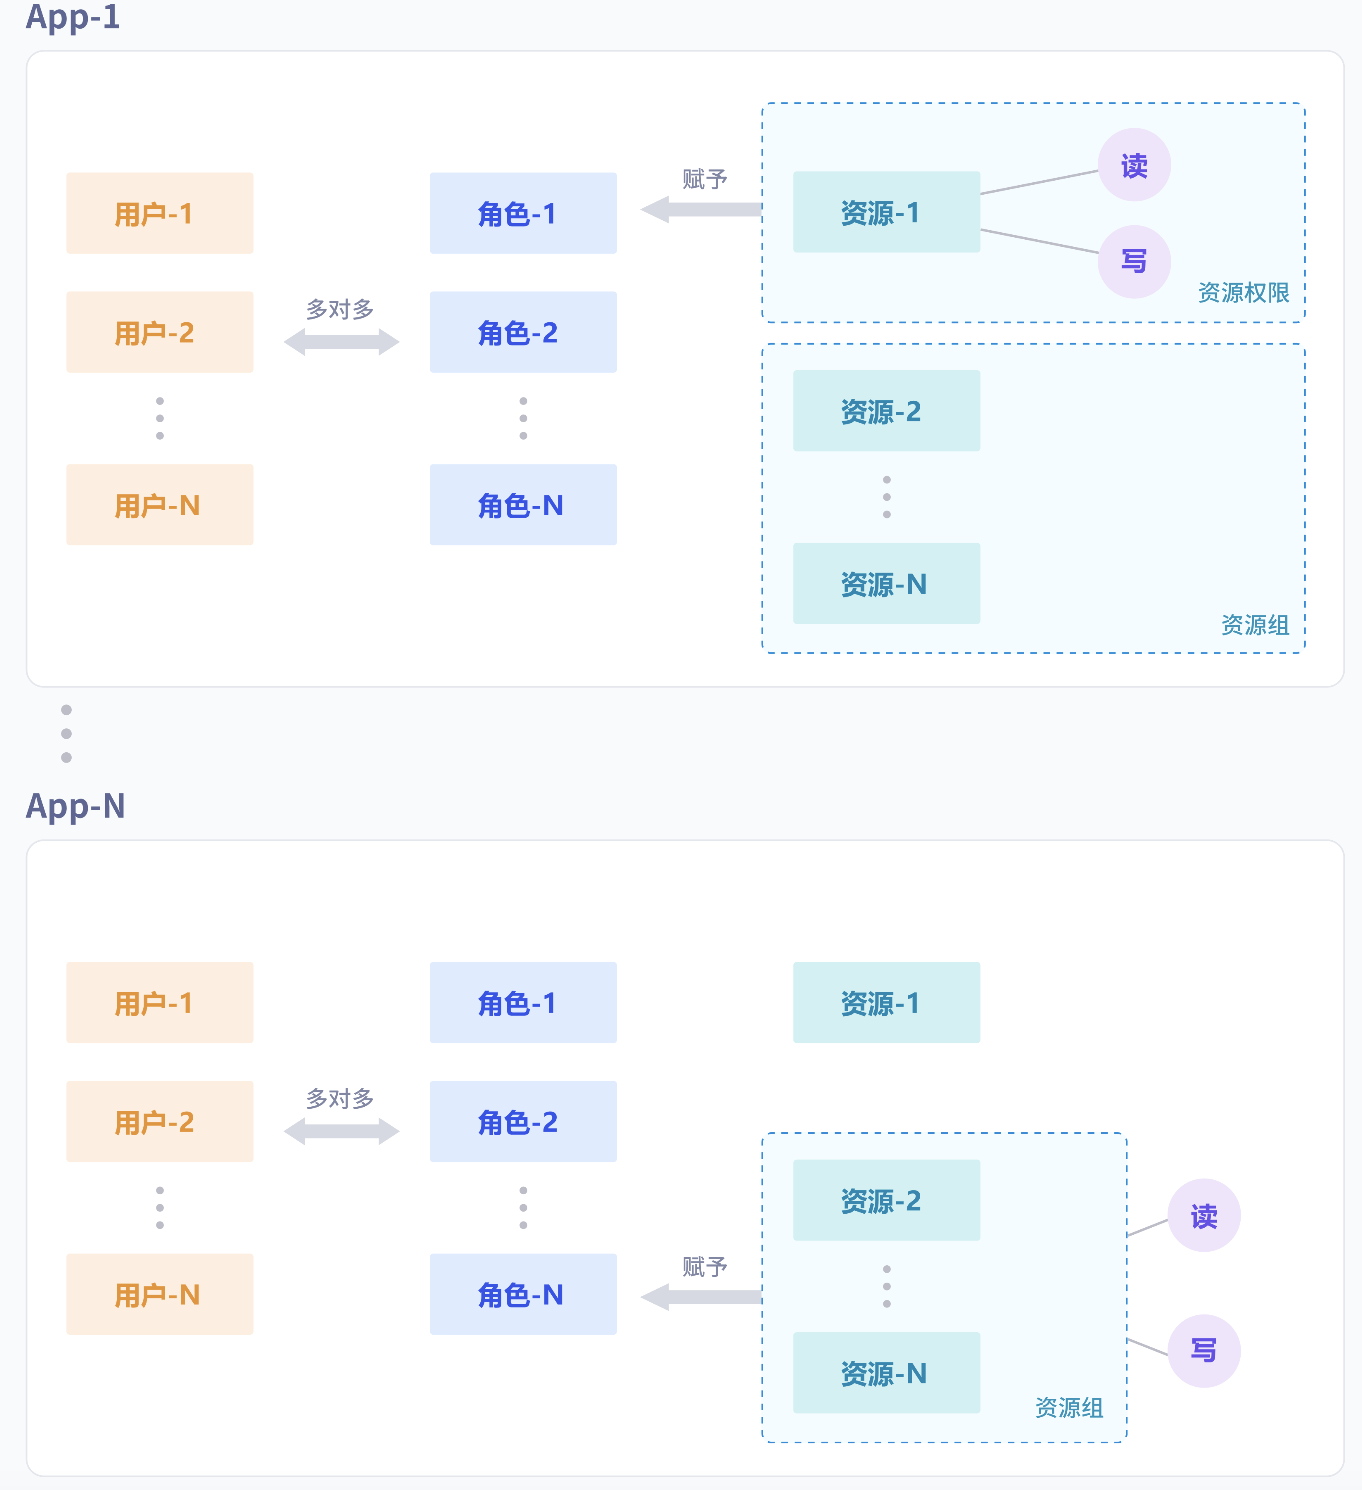 App-1
用户-1
角色-1
赋予
资源-1
读
写
资源权限
用户-2
多对多
角色-2
资源-2
用户-N
角色-N
资源-N
资源组
App-N
用户-1
角色-1
资源-1
用户-2
多对多
角色-2
资源-2
读
用户-N
角色-N
赋予
资源-N
写
资源组